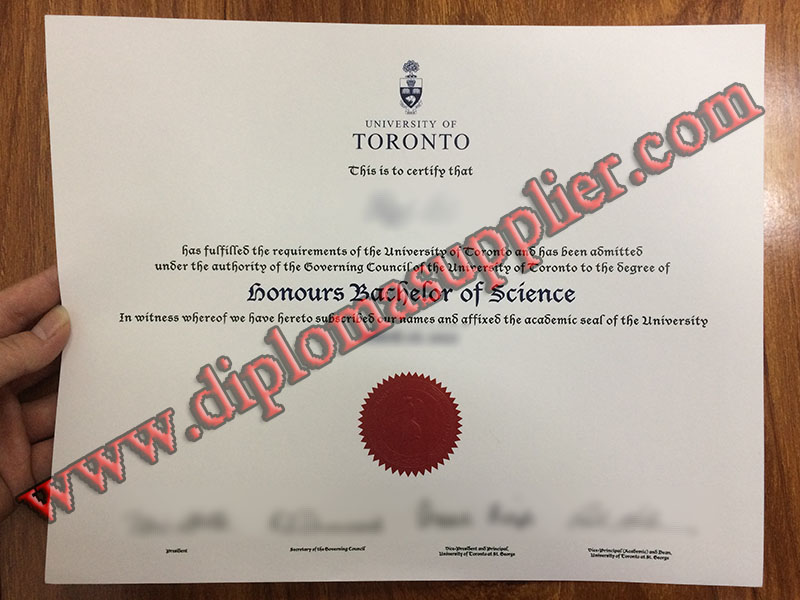 UNIVERSITY OF
TORONTO
This is to certify that
has fulfilled the requirements of the University of Toronto and has been admitted
under the authority of the Governing Council of the University of Toronto to the degree of
Honours Bachelor of Science
In witness whereof we have hereto subscribed our names and affixed the academic seal of the University
www.diplomasupplier.com
President
Secretary of the Governing Council
Vice-President and Principal,
University of Toronto at St. George
Vice-Principal (Academic) and Dean,
University of Toronto at St. George